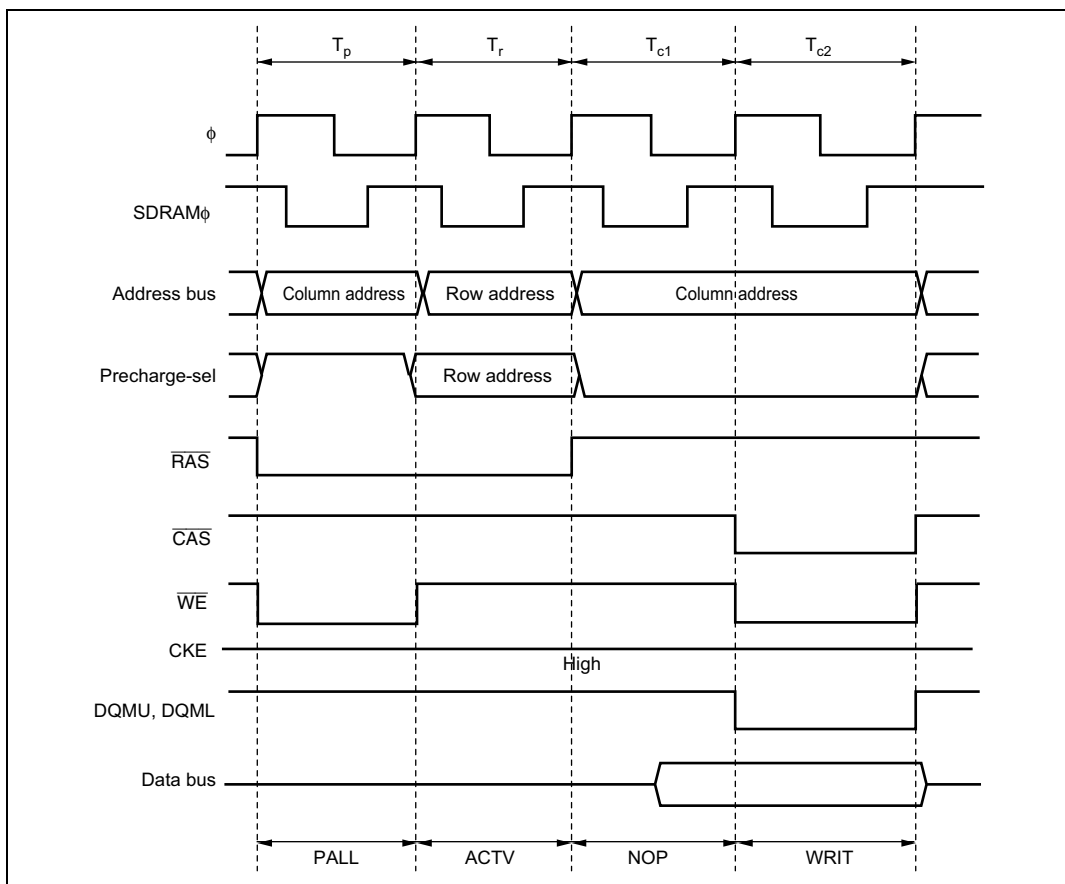 Tp Tr Tc1 Tc2
ϕ
SDRAMϕ
Address bus Column address Row address Column address
Precharge-sel Row address
RAS
CAS
WE
CKE High
DQMU, DQML
Data bus
PALL ACTV NOP WRIT